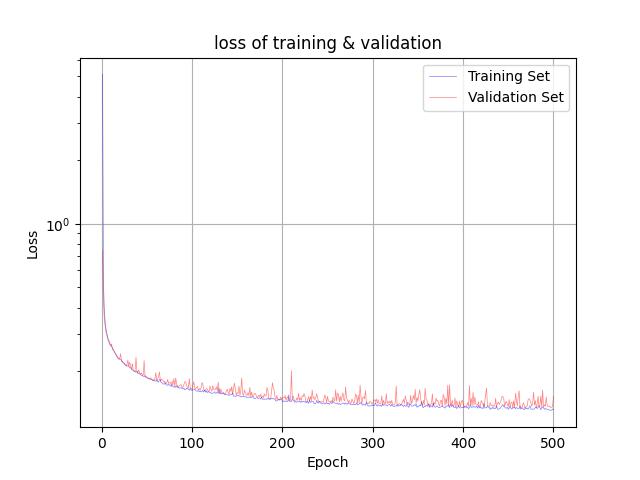 loss of training & validation
Training Set
Validation Set
10⁰
Loss
0 100 200 300 400 500
Epoch